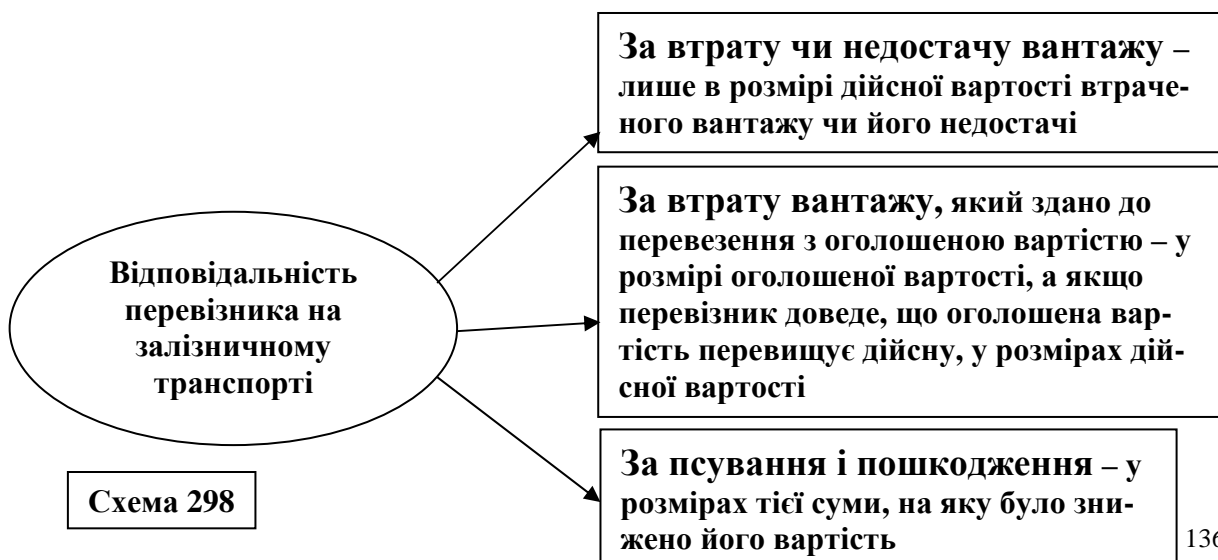 За втрату чи недостачу вантажу –
лише в розмірі дійсної вартості втраче-
ного вантажу чи його недостачі
За втрату вантажу, який здано до
перевезення з оголошеною вартістю – у
розмірі оголошеної вартості, а якщо
перевізник доведе, що оголошена вар-
тість перевищує дійсну, у розмірах дій-
сної вартості
Відповідальність
перевізника на
залізничному
транспорті
За псування і пошкодження – у
розмірах тієї суми, на яку було зни-
жено його вартість
Схема 298
136